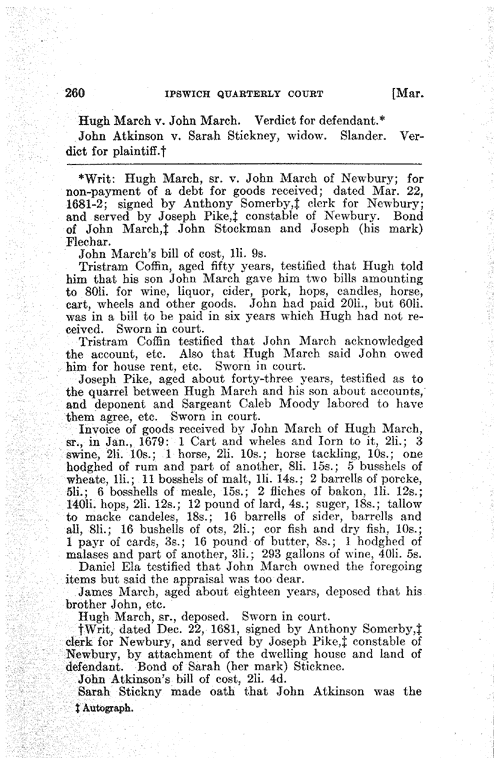 260 IPSWICH QUARTERLY COURT [Mar.
Hugh March v. John March. Verdict for defendant.*
John Atkinson v. Sarah Stickney, widow. Slander. Ver-
dict for plaintiff.†
*Writ: Hugh March, sr. v. John March of Newbury; for
non-payment of a debt for goods received; dated Mar. 22,
1681-2; signed by Anthony Somerby,‡ clerk for Newbury;
and served by Joseph Pike,‡ constable of Newbury. Bond
of John March,‡ John Stockman and Joseph (his mark)
Flechar.
John March's bill of cost, 1li. 9s.
Tristram Coffin, aged fifty years, testified that Hugh told
him that his son John March gave him two bills amounting
to 80li. for wine, liquor, cider, pork, hops, candles, horse,
cart, wheels and other goods. John had paid 20li., but 60li.
was in a bill to be paid in six years which Hugh had not re-
ceived. Sworn in court.
Tristram Coffin testified that John March acknowledged
the account, etc. Also that Hugh March said John owed
him for house rent, etc. Sworn in court.
Joseph Pike, aged about forty-three years, testified as to
the quarrel between Hugh March and his son about accounts,
and deponent and Sargeant Caleb Moody labored to have
them agree, etc. Sworn in court.
Invoice of goods received by John March of Hugh March,
sr., in Jan., 1679: 1 Cart and wheles and Iorn to it, 2li.; 3
swine, 2li. 10s.; 1 horse, 2li. 10s.; horse tackling, 10s.; one
hodghed of rum and part of another, 8li. 15s.; 5 busshels of
wheate, 1li.; 11 bosshels of malt, 1li. 14s.; 2 barrells of porcke,
5li.; 6 bosshells of meale, 15s.; 2 fliches of bakon, 1li. 12s.;
140li. hops, 2li. 12s.; 12 pound of lard, 4s.; suger, 18s.; tallow
to macke candeles, 18s.; 16 barrells of sider, barrells and
all, 8li.; 16 bushells of ots, 2li.; cor fish and dry fish, 10s.;
1 payr of cards, 3s.; 16 pound of butter, 8s.; 1 hodghed of
malases and part of another, 3li.; 293 gallons of wine, 40li. 5s.
Daniel Ela testified that John March owned the foregoing
items but said the appraisal was too dear.
James March, aged about eighteen years, deposed that his
brother John, etc.
Hugh March, sr., deposed. Sworn in court.
†Writ, dated Dec. 22, 1681, signed by Anthony Somerby,‡
clerk for Newbury, and served by Joseph Pike,‡ constable of
Newbury, by attachment of the dwelling house and land of
defendant. Bond of Sarah (her mark) Sticknee.
John Atkinson's bill of cost, 2li. 4d.
Sarah Stickny made oath that John Atkinson was the
‡ Autograph.